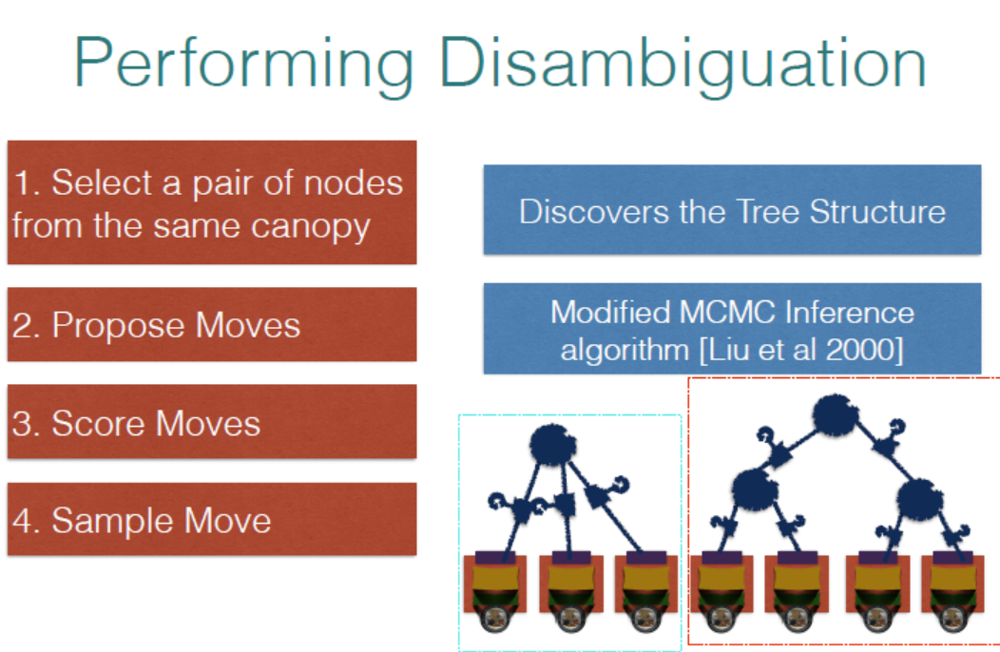 Performing Disambiguation
1. Select a pair of nodes
from the same canopy
2. Propose Moves
3. Score Moves
4. Sample Move
Discovers the Tree Structure
Modified MCMC Inference
algorithm [Liu et al 2000]